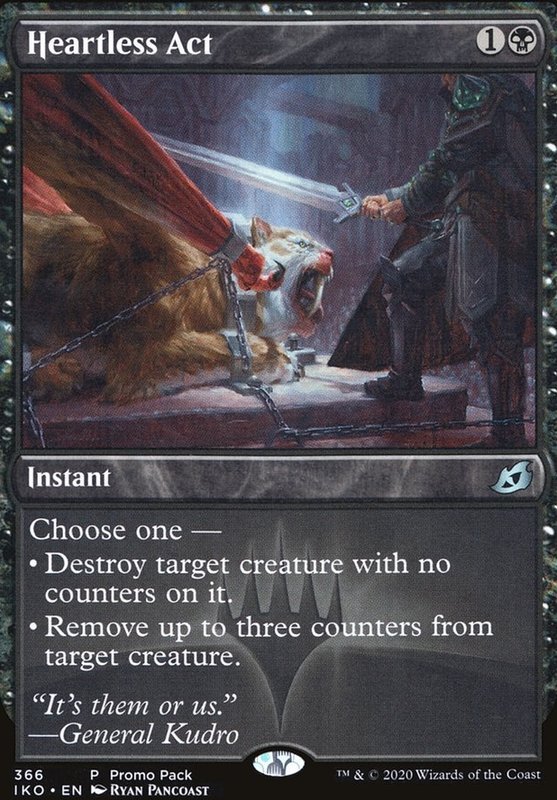 Heartless Act 1
Instant
Choose one —
• Destroy target creature with no
counters on it.
• Remove up to three counters from
target creature.
“It’s them or us.”
—General Kudro
366 P Promo Pack
IKO • EN Ryan Pancoast
™ & © 2020 Wizards of the Coast